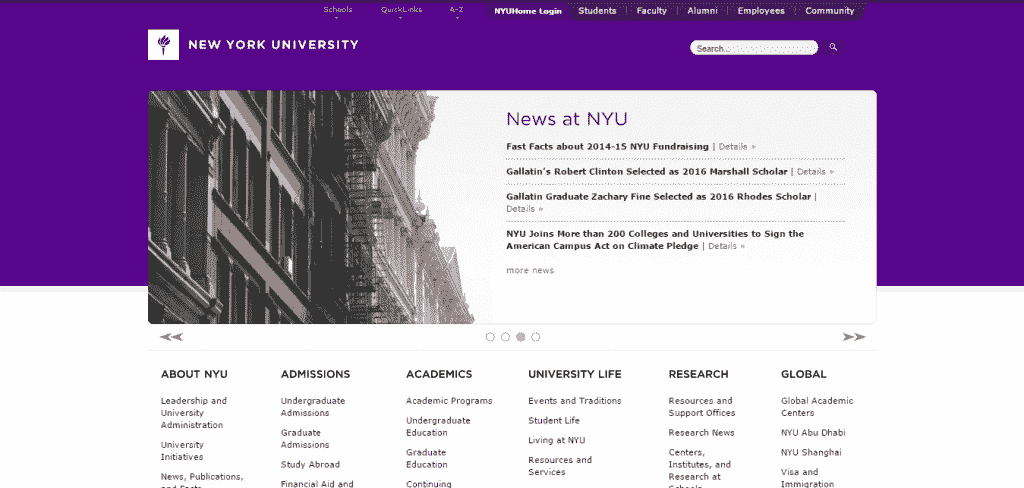 Schools QuickLinks A-Z NYUHome Login Students Faculty Alumni Employees Community
NEW YORK UNIVERSITY
Search...
News at NYU
Fast Facts about 2014-15 NYU Fundraising | Details »
Gallatin's Robert Clinton Selected as 2016 Marshall Scholar | Details »
Gallatin Graduate Zachary Fine Selected as 2016 Rhodes Scholar |
Details »
NYU Joins More than 200 Colleges and Universities to Sign the
American Campus Act on Climate Pledge | Details »
more news
ABOUT NYU
Leadership and
University
Administration
University
Initiatives
News, Publications,
and Facts
ADMISSIONS
Undergraduate
Admissions
Graduate
Admissions
Study Abroad
Financial Aid and
ACADEMICS
Academic Programs
Undergraduate
Education
Graduate
Education
Continuing
UNIVERSITY LIFE
Events and Traditions
Student Life
Living at NYU
Resources and
Services
RESEARCH
Resources and
Support Offices
Research News
Centers,
Institutes, and
Research at
Schools
GLOBAL
Global Academic
Centers
NYU Abu Dhabi
NYU Shanghai
Visa and
Immigration